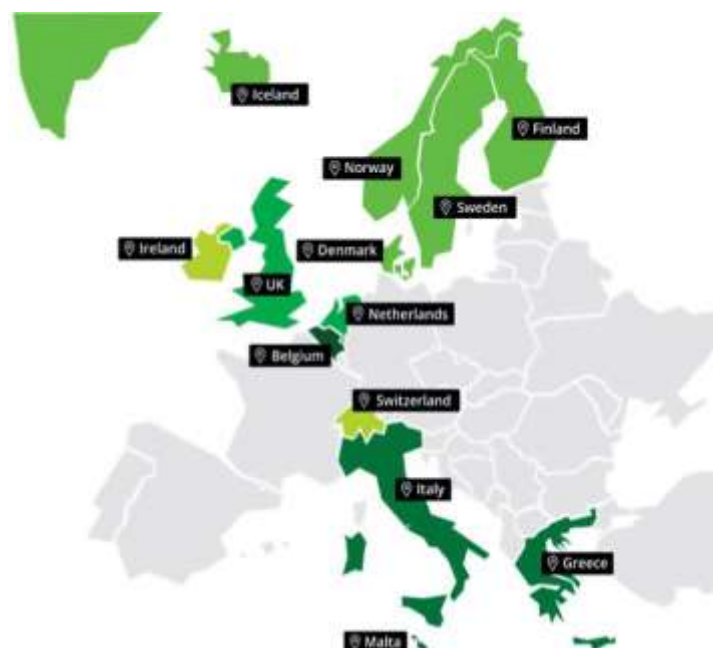 Iceland
Finland
Norway
Sweden
Ireland
Denmark
UK
Netherlands
Belgium
Switzerland
Italy
Greece
Malta